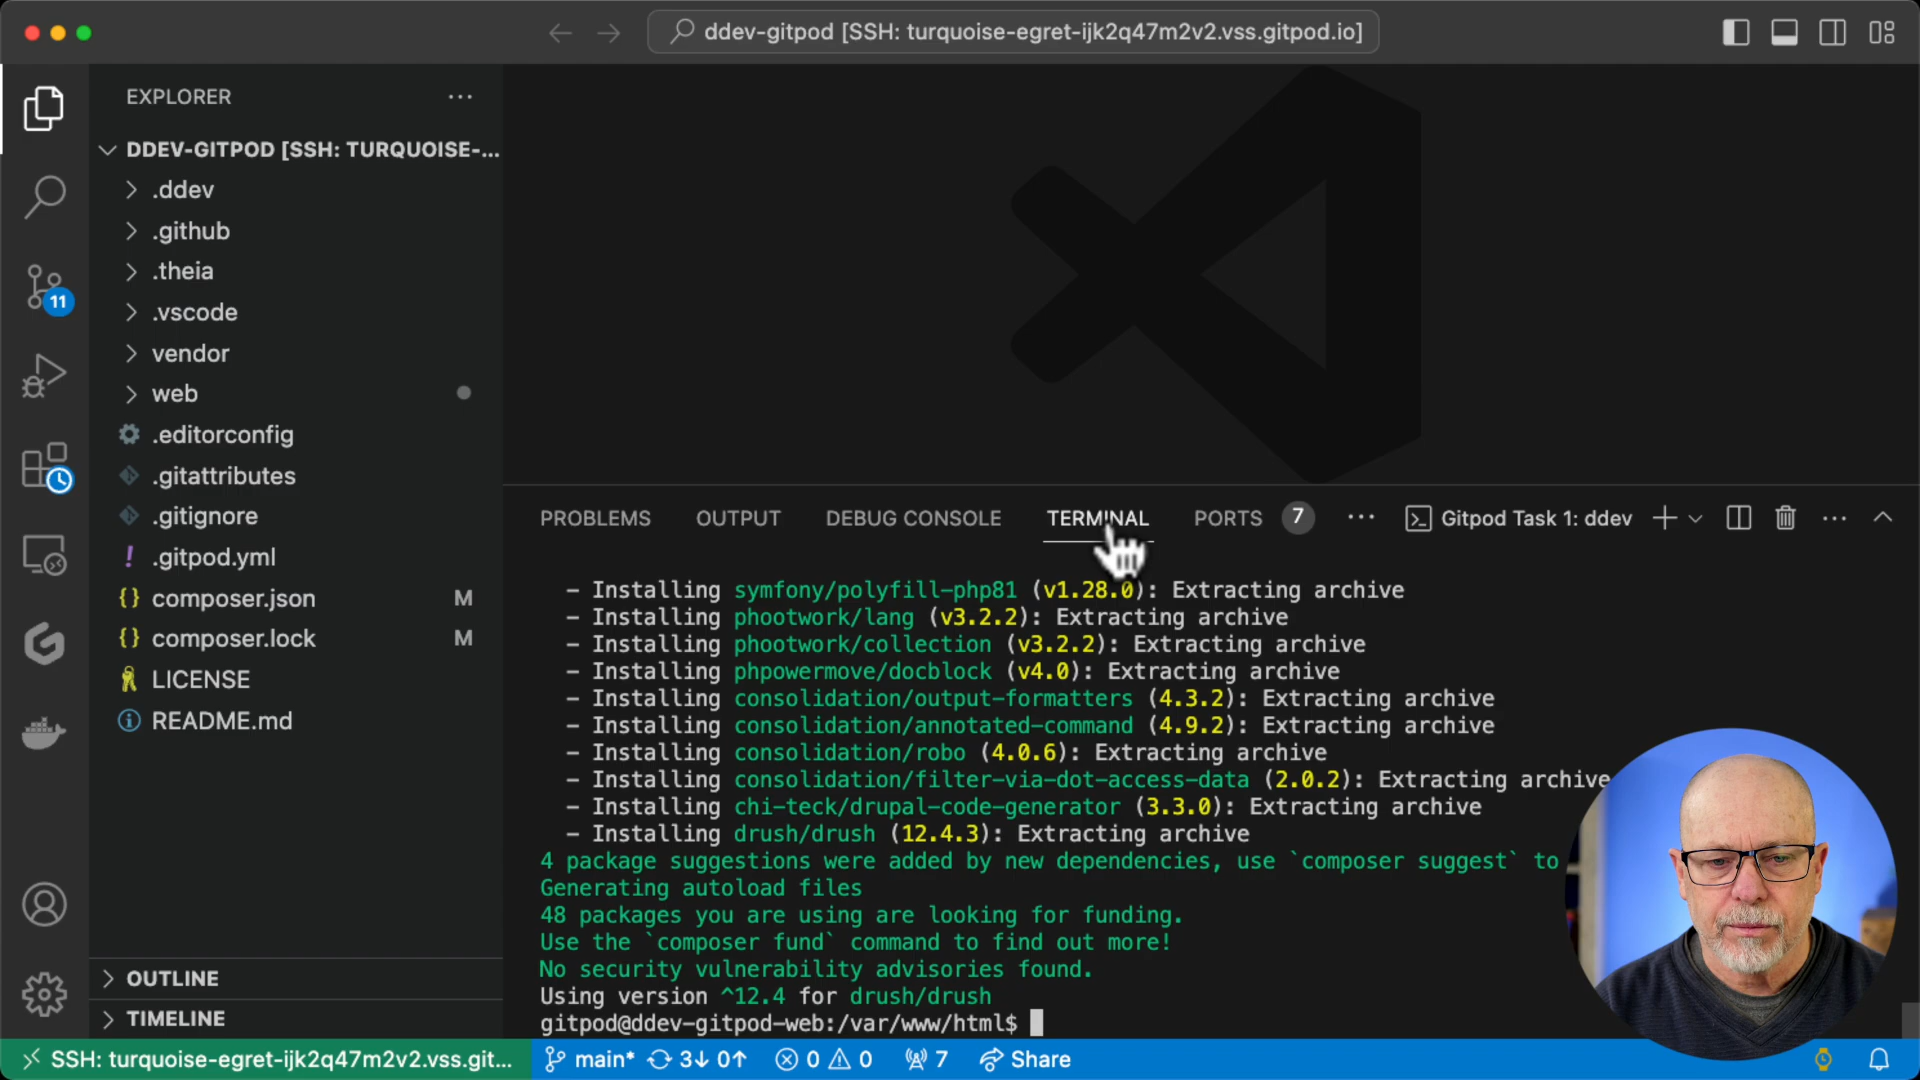 ddev-gitpod [SSH: turquoise-egret-ijk2q47m2v2.vss.gitpod.io]
EXPLORER
DDEV-GITPOD [SSH: TURQUOISE-...
.ddev
.github
.theia
.vscode
vendor
web
.editorconfig
.gitattributes
.gitignore
.gitpod.yml
composer.json M
composer.lock M
LICENSE
README.md
OUTLINE
TIMELINE
11
PROBLEMS OUTPUT DEBUG CONSOLE TERMINAL PORTS 7 Gitpod Task 1: ddev
- Installing symfony/polyfill-php81 (v1.28.0): Extracting archive
- Installing phootwork/lang (v3.2.2): Extracting archive
- Installing phootwork/collection (v3.2.2): Extracting archive
- Installing phpowermove/docblock (v4.0): Extracting archive
- Installing consolidation/output-formatters (4.3.2): Extracting archive
- Installing consolidation/annotated-command (4.9.2): Extracting archive
- Installing consolidation/robo (4.0.6): Extracting archive
- Installing consolidation/filter-via-dot-access-data (2.0.2): Extracting archive
- Installing chi-teck/drupal-code-generator (3.3.0): Extracting archive
- Installing drush/drush (12.4.3): Extracting archive
4 package suggestions were added by new dependencies, use `composer suggest` to
Generating autoload files
48 packages you are using are looking for funding.
Use the `composer fund` command to find out more!
No security vulnerability advisories found.
Using version ^12.4 for drush/drush
gitpod@ddev-gitpod-web:/var/www/html$
SSH: turquoise-egret-ijk2q47m2v2.vss.git... main* 3↓ 0↑ 0 0 7 Share